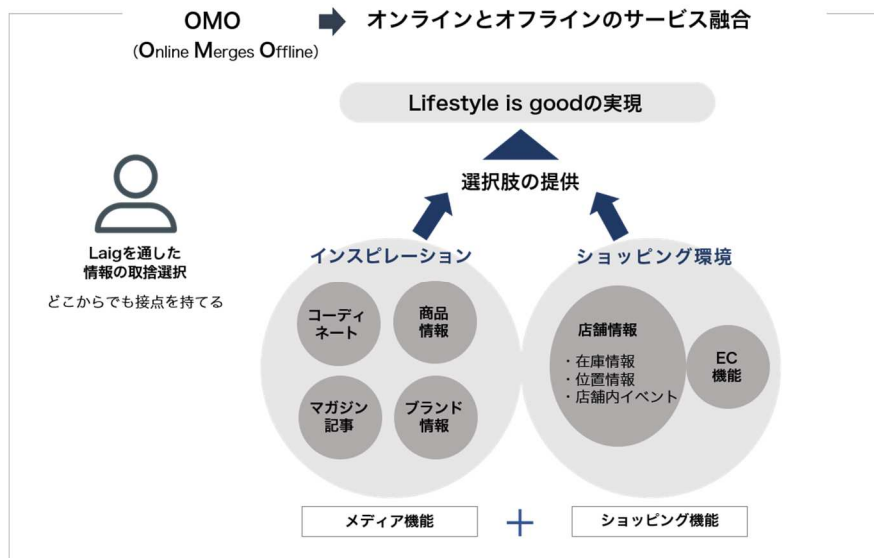 OMO
(Online Merges Offline)
オンラインとオフラインのサービス融合
Lifestyle is goodの実現
選択肢の提供
Laigを通した
情報の取捨選択
どこからでも接点を持てる
インスピレーション
コーディ
ネート
商品
情報
マガジン
記事
ブランド
情報
ショッピング環境
店舗情報
・在庫情報
・位置情報
・店舗内イベント
EC
機能
メディア機能
+
ショッピング機能